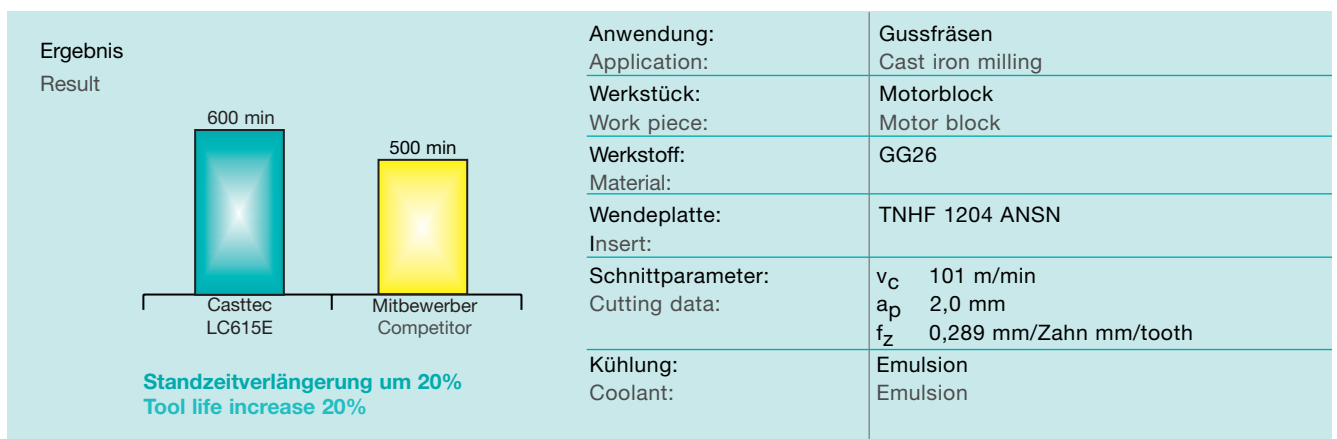 Ergebnis
Result
600 min
500 min
Casttec
LC615E
Mitbewerber
Competitor
Standzeitverlängerung um 20%
Tool life increase 20%
Anwendung: Gussfräsen
Application: Cast iron milling
Werkstück: Motorblock
Work piece: Motor block
Werkstoff: GG26
Material:
Wendeplatte: TNHF 1204 ANSN
Insert:
Schnittparameter: vc 101 m/min
Cutting data: ap 2,0 mm
fz 0,289 mm/Zahn mm/tooth
Kühlung: Emulsion
Coolant: Emulsion